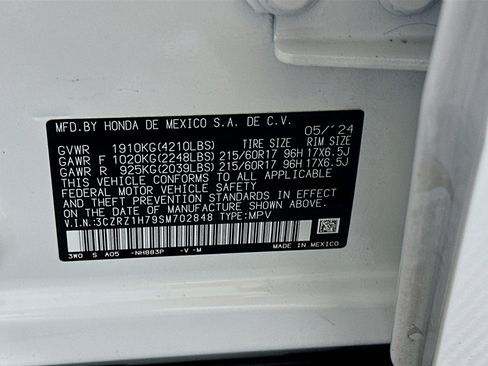 MFD.BY HONDA DE MEXICO S.A. DE C.V.
05/'24
GVWR 1910KG(4210LBS) TIRE SIZE RIM SIZE
GAWR F 1020KG(2248LBS) 215/60R17 96H 17X6.5J
GAWR R 925KG(2039LBS) 215/60R17 96H 17X6.5J
THIS VEHICLE CONFORMS TO ALL APPLICABLE
FEDERAL MOTOR VEHICLE SAFETY
AND THEFT PREVENTION STANDARDS IN EFFECT
ON THE DATE OF MANUFACTURE SHOWN ABOVE.
V.I.N.:3CZRZ1H79SM702848 TYPE:MPV
3W0 S A05 -NH883P -V -M
MADE IN MEXICO